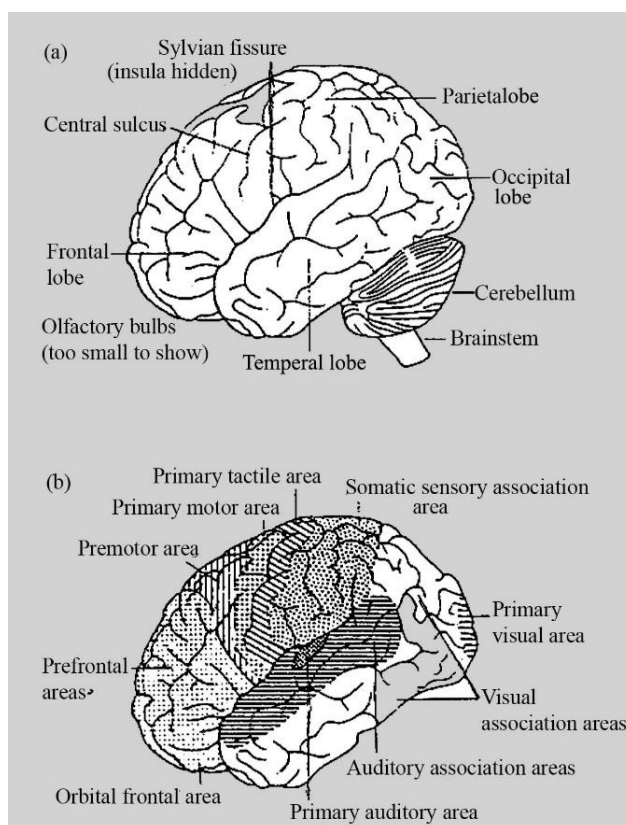 (a)
Sylvian fissure
(insula hidden)
Parietalobe
Central sulcus
Occipital
lobe
Frontal
lobe
Cerebellum
Olfactory bulbs
(too small to show)
Brainstem
Temperal lobe
(b)
Primary tactile area
Somatic sensory association
area
Primary motor area
Premotor area
Primary
visual area
Prefrontal
areas
Visual
association areas
Auditory association areas
Orbital frontal area
Primary auditory area